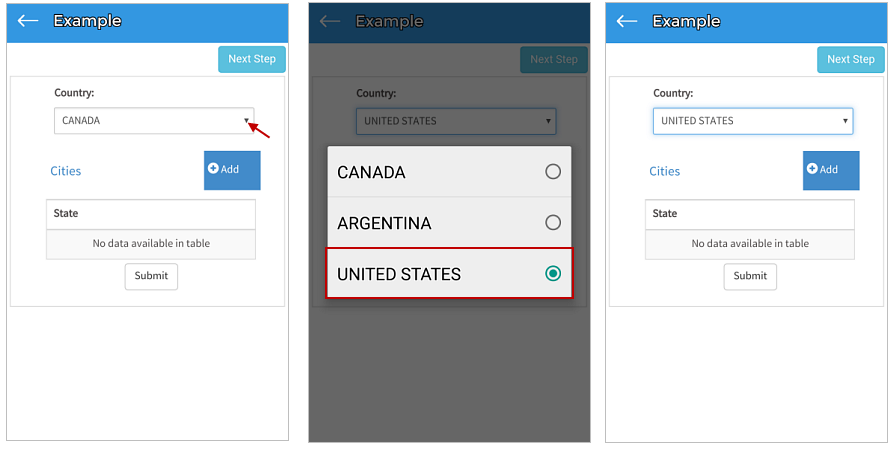 Example
Next Step
Country:
CANADA
Cities
Add
State
No data available in table
Submit
Example
Next Step
Country:
UNITED STATES
CANADA
ARGENTINA
UNITED STATES
Example
Next Step
Country:
UNITED STATES
Cities
Add
State
No data available in table
Submit